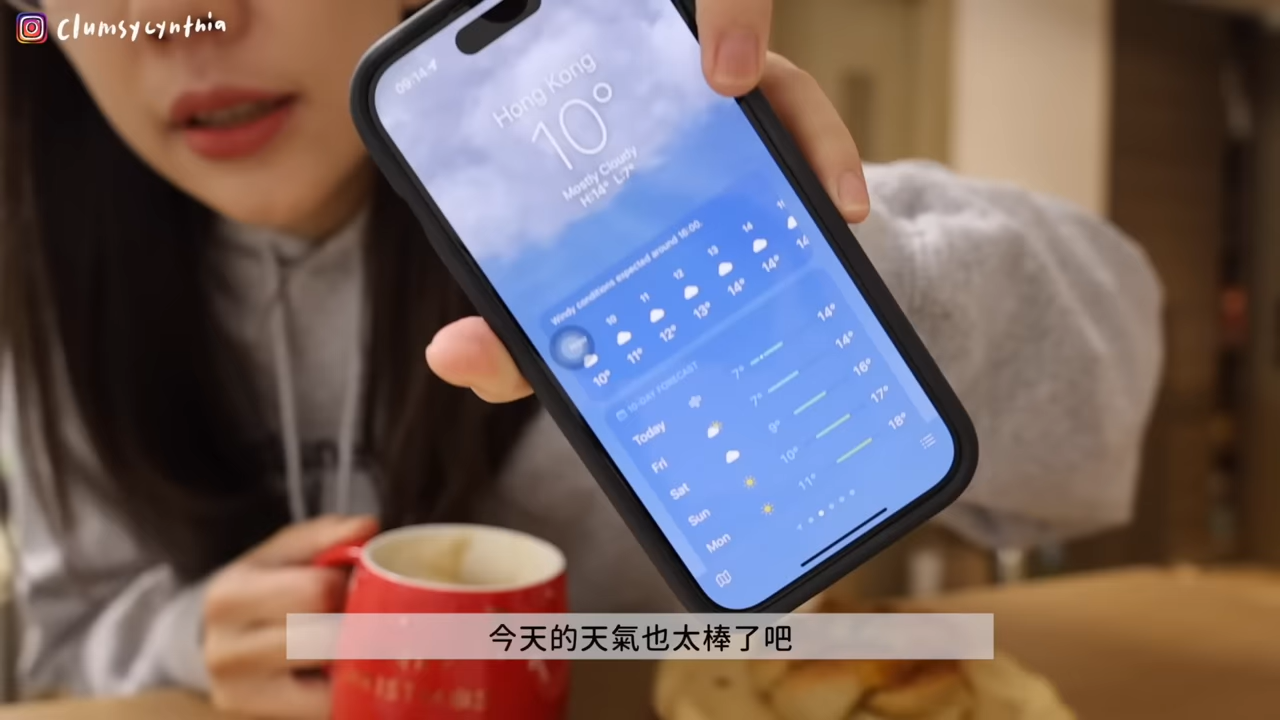 Clumsycynthia
09:14
Hong Kong
10°
Mostly Cloudy
H:14° L:7°
Windy conditions expected around 16:00.
10 11 12 13 14
10° 11° 12° 13° 14° 14° 14
10-DAY FORECAST
Today 7° 14°
Fri 7° 14°
Sat 9° 16°
Sun 10° 17°
Mon 11° 18°
今天的天氣也太棒了吧